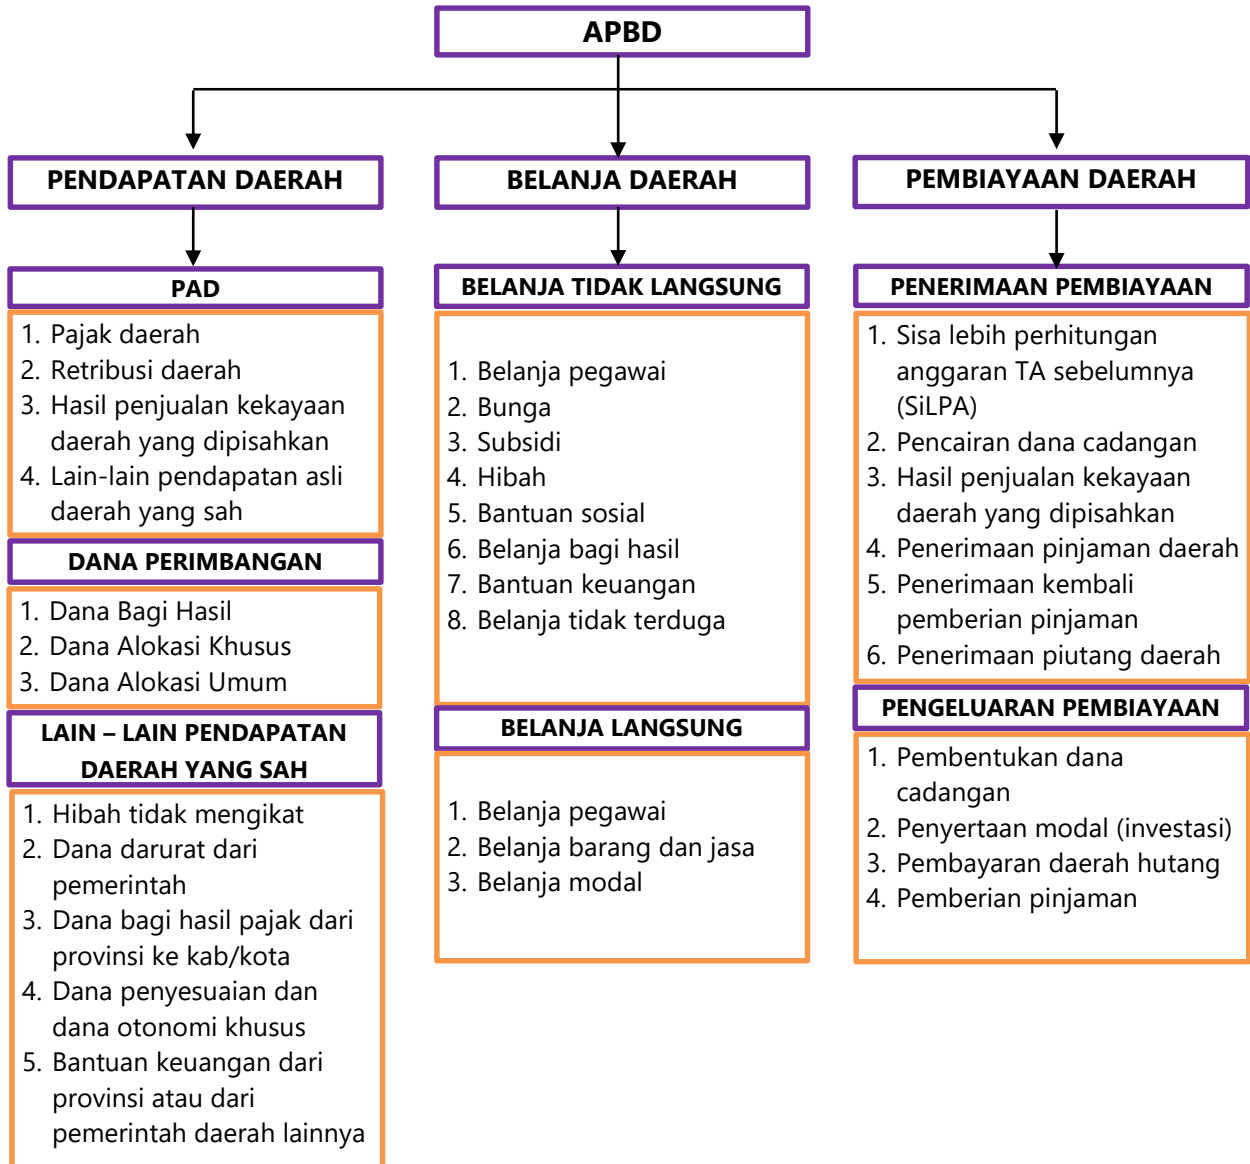 APBD
PENDAPATAN DAERAH
PAD
1. Pajak daerah
2. Retribusi daerah
3. Hasil penjualan kekayaan
daerah yang dipisahkan
4. Lain-lain pendapatan asli
daerah yang sah
DANA PERIMBANGAN
1. Dana Bagi Hasil
2. Dana Alokasi Khusus
3. Dana Alokasi Umum
LAIN – LAIN PENDAPATAN
DAERAH YANG SAH
1. Hibah tidak mengikat
2. Dana darurat dari
pemerintah
3. Dana bagi hasil pajak dari
provinsi ke kab/kota
4. Dana penyesuaian dan
dana otonomi khusus
5. Bantuan keuangan dari
provinsi atau dari
pemerintah daerah lainnya
BELANJA DAERAH
BELANJA TIDAK LANGSUNG
1. Belanja pegawai
2. Bunga
3. Subsidi
4. Hibah
5. Bantuan sosial
6. Belanja bagi hasil
7. Bantuan keuangan
8. Belanja tidak terduga
BELANJA LANGSUNG
1. Belanja pegawai
2. Belanja barang dan jasa
3. Belanja modal
PEMBIAYAAN DAERAH
PENERIMAAN PEMBIAYAAN
1. Sisa lebih perhitungan
anggaran TA sebelumnya
(SiLPA)
2. Pencairan dana cadangan
3. Hasil penjualan kekayaan
daerah yang dipisahkan
4. Penerimaan pinjaman daerah
5. Penerimaan kembali
pemberian pinjaman
6. Penerimaan piutang daerah
PENGELUARAN PEMBIAYAAN
1. Pembentukan dana
cadangan
2. Penyertaan modal (investasi)
3. Pembayaran daerah hutang
4. Pemberian pinjaman